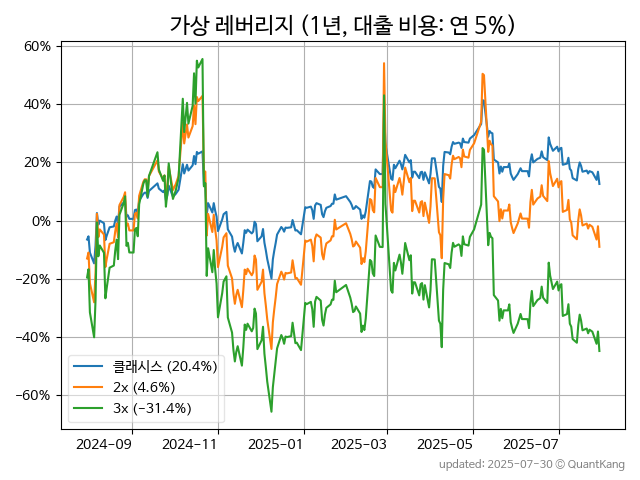 가상 레버리지 (1년, 대출 비용: 연 5%)
60%
40%
20%
0%
−20%
−40%
−60%
클래시스 (20.4%)
2x (4.6%)
3x (−31.4%)
2024-09
2024-11
2025-01
2025-03
2025-05
2025-07
updated: 2025-07-30 © QuantKang